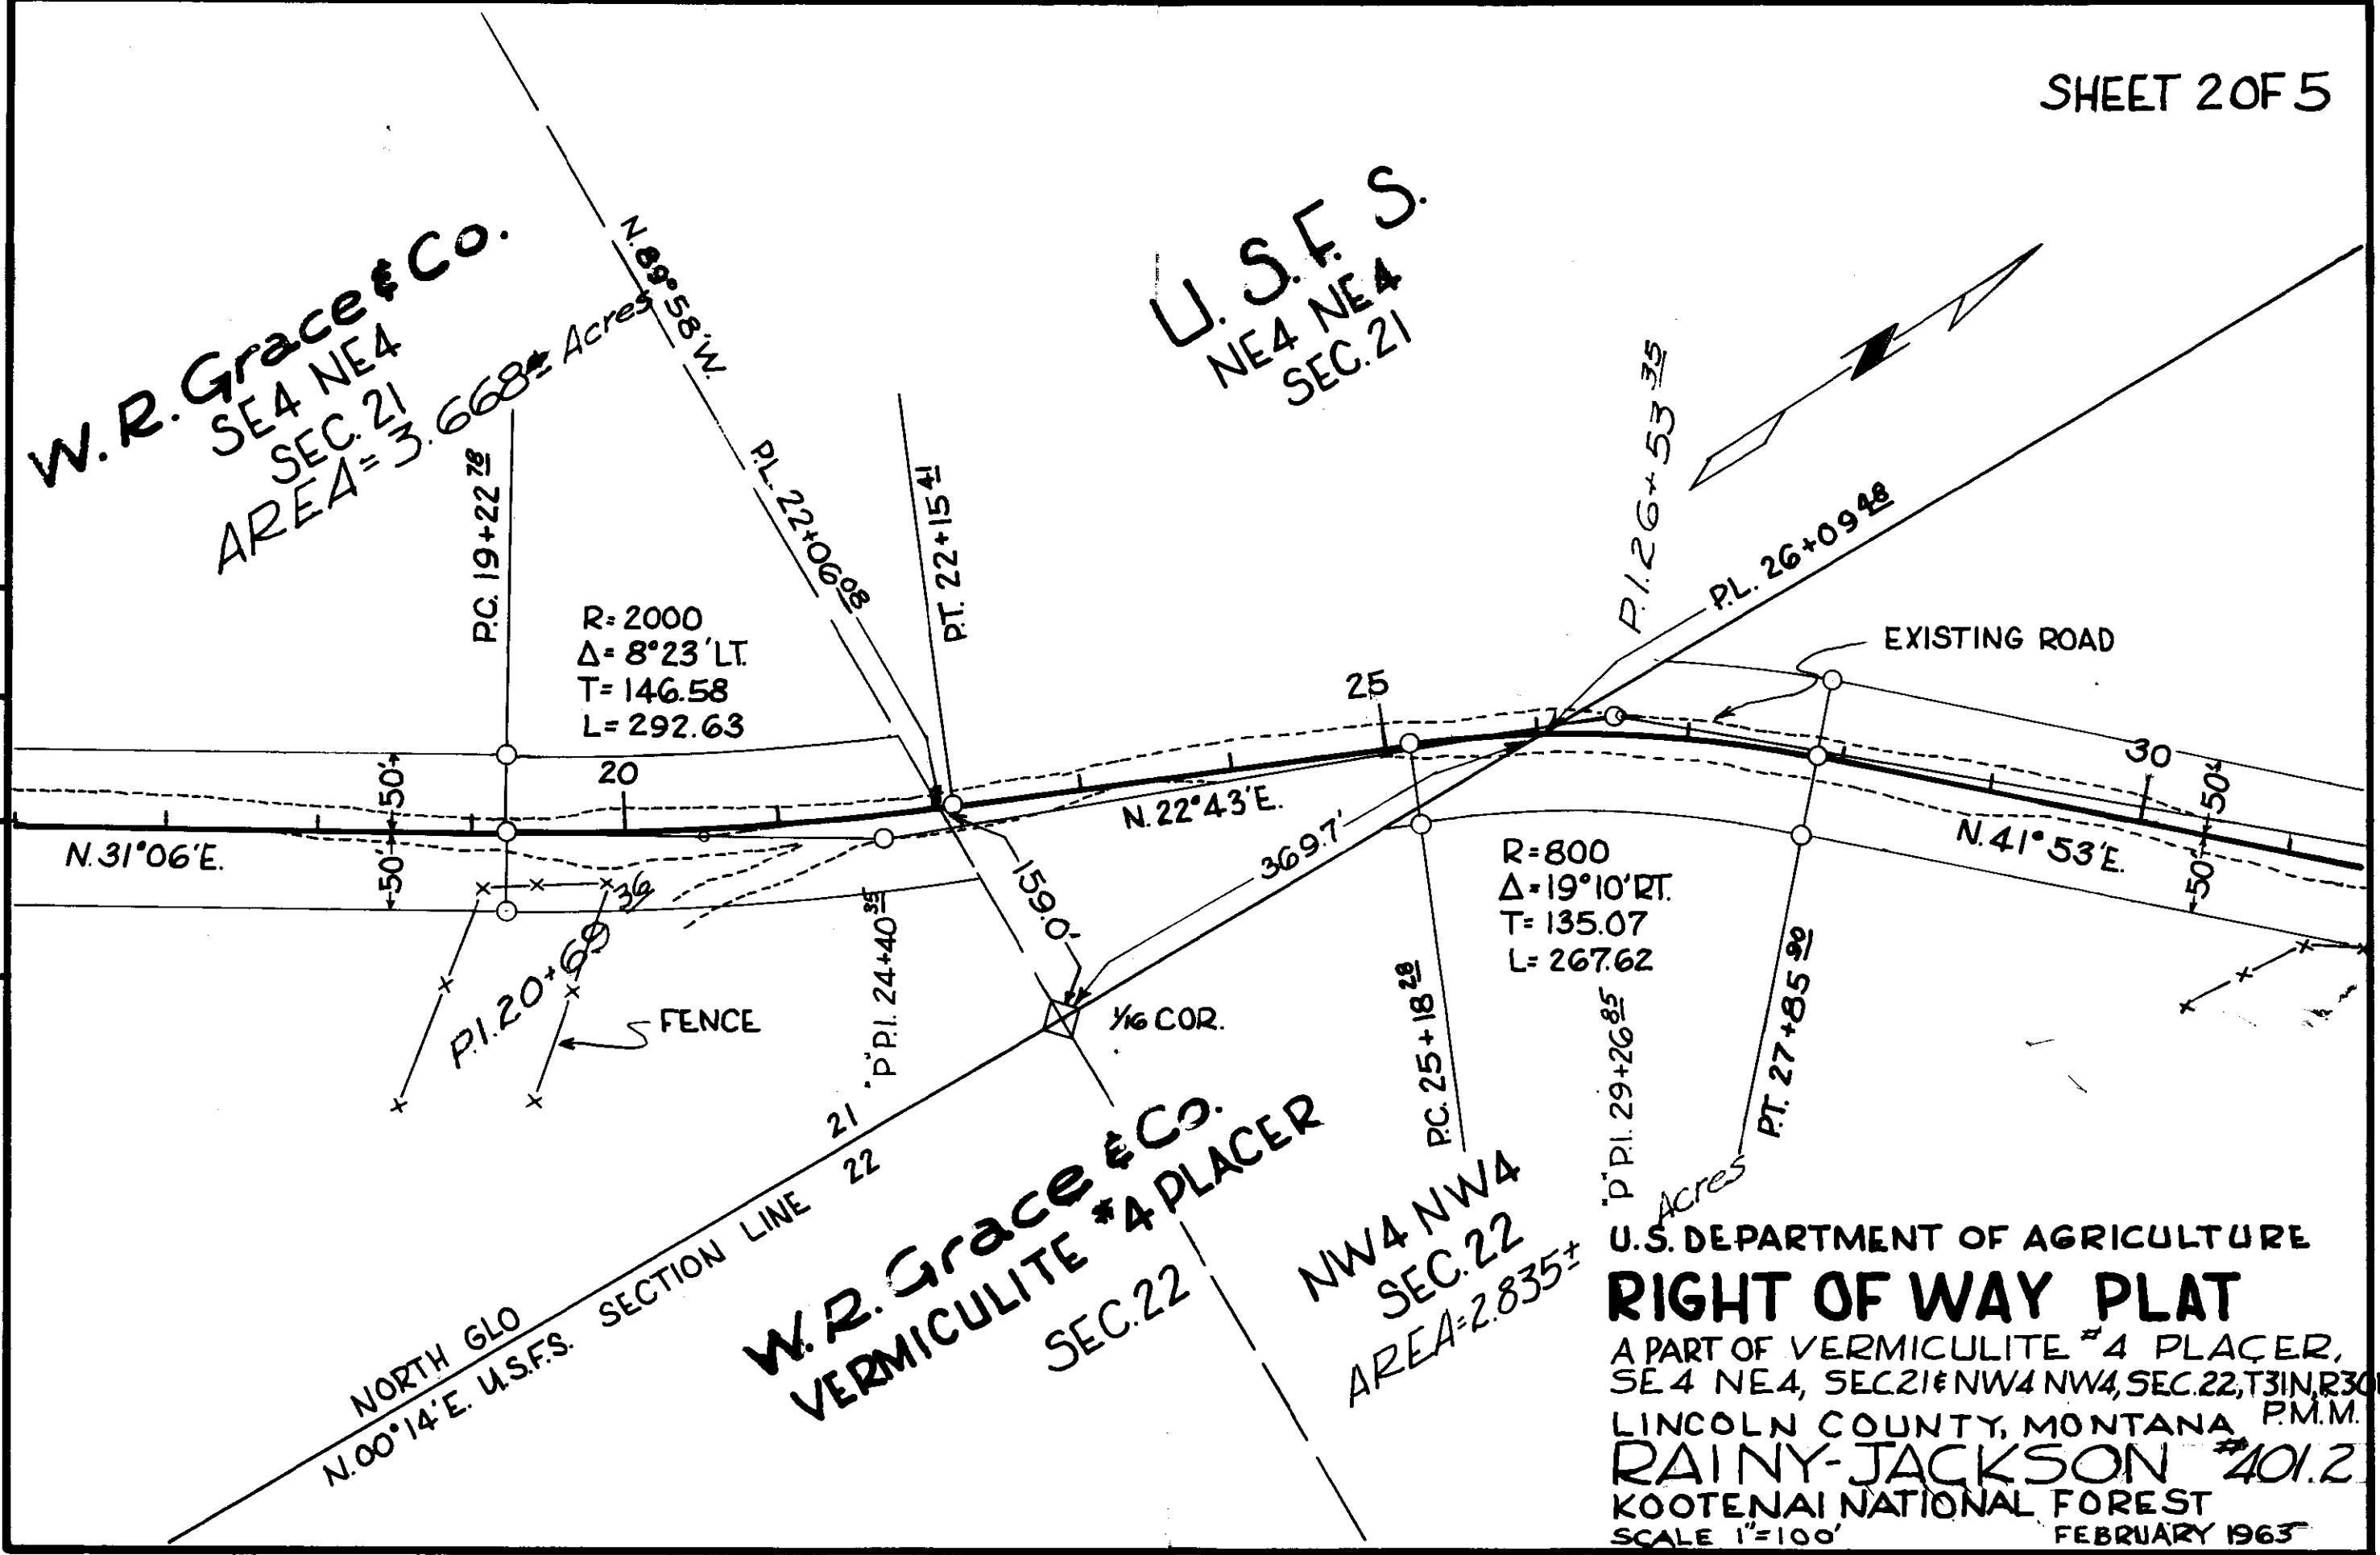 SHEET 2 OF 5
W. R. Grace & Co.
SE4 NE4
SEC. 21
AREA= 3.668± Acres
N. 89°58'W.
U. S. F. S.
NE4 NE4
SEC. 21
P.C. 19+22 78
P.L. 22+06 08
P.T. 22+15 41
P.I. 26+53 35
P.L. 26+09 48
EXISTING ROAD
R= 2000
Δ= 8°23' LT.
T= 146.58
L= 292.63
20
25
30
50'
50'
50'
50'
N. 31°06'E.
N. 22°43'E.
N. 41°53'E.
159.0'
369.7'
R=800
Δ=19°10' RT.
T= 135.07
L= 267.62
P.I. 20+69 36
FENCE
"P" P.I. 24+40 35
1/16 COR.
P.C. 25+18 28
"P" P.I. 29+26 85
P.T. 27+85 90
21
22
NORTH GLO
N. 00°14'E. U.S.F.S.
SECTION LINE
W. R. Grace & Co.
VERMICULITE #4 PLACER
SEC. 22
NW4 NW4
SEC. 22
AREA=2.835± Acres
U.S. DEPARTMENT OF AGRICULTURE
RIGHT OF WAY PLAT
A PART OF VERMICULITE #4 PLACER,
SE4 NE4, SEC21 & NW4 NW4, SEC.22, T31N, R30
LINCOLN COUNTY, MONTANA P.M.M.
RAINY-JACKSON #401.2
KOOTENAI NATIONAL FOREST
SCALE 1"=100' FEBRUARY 1963